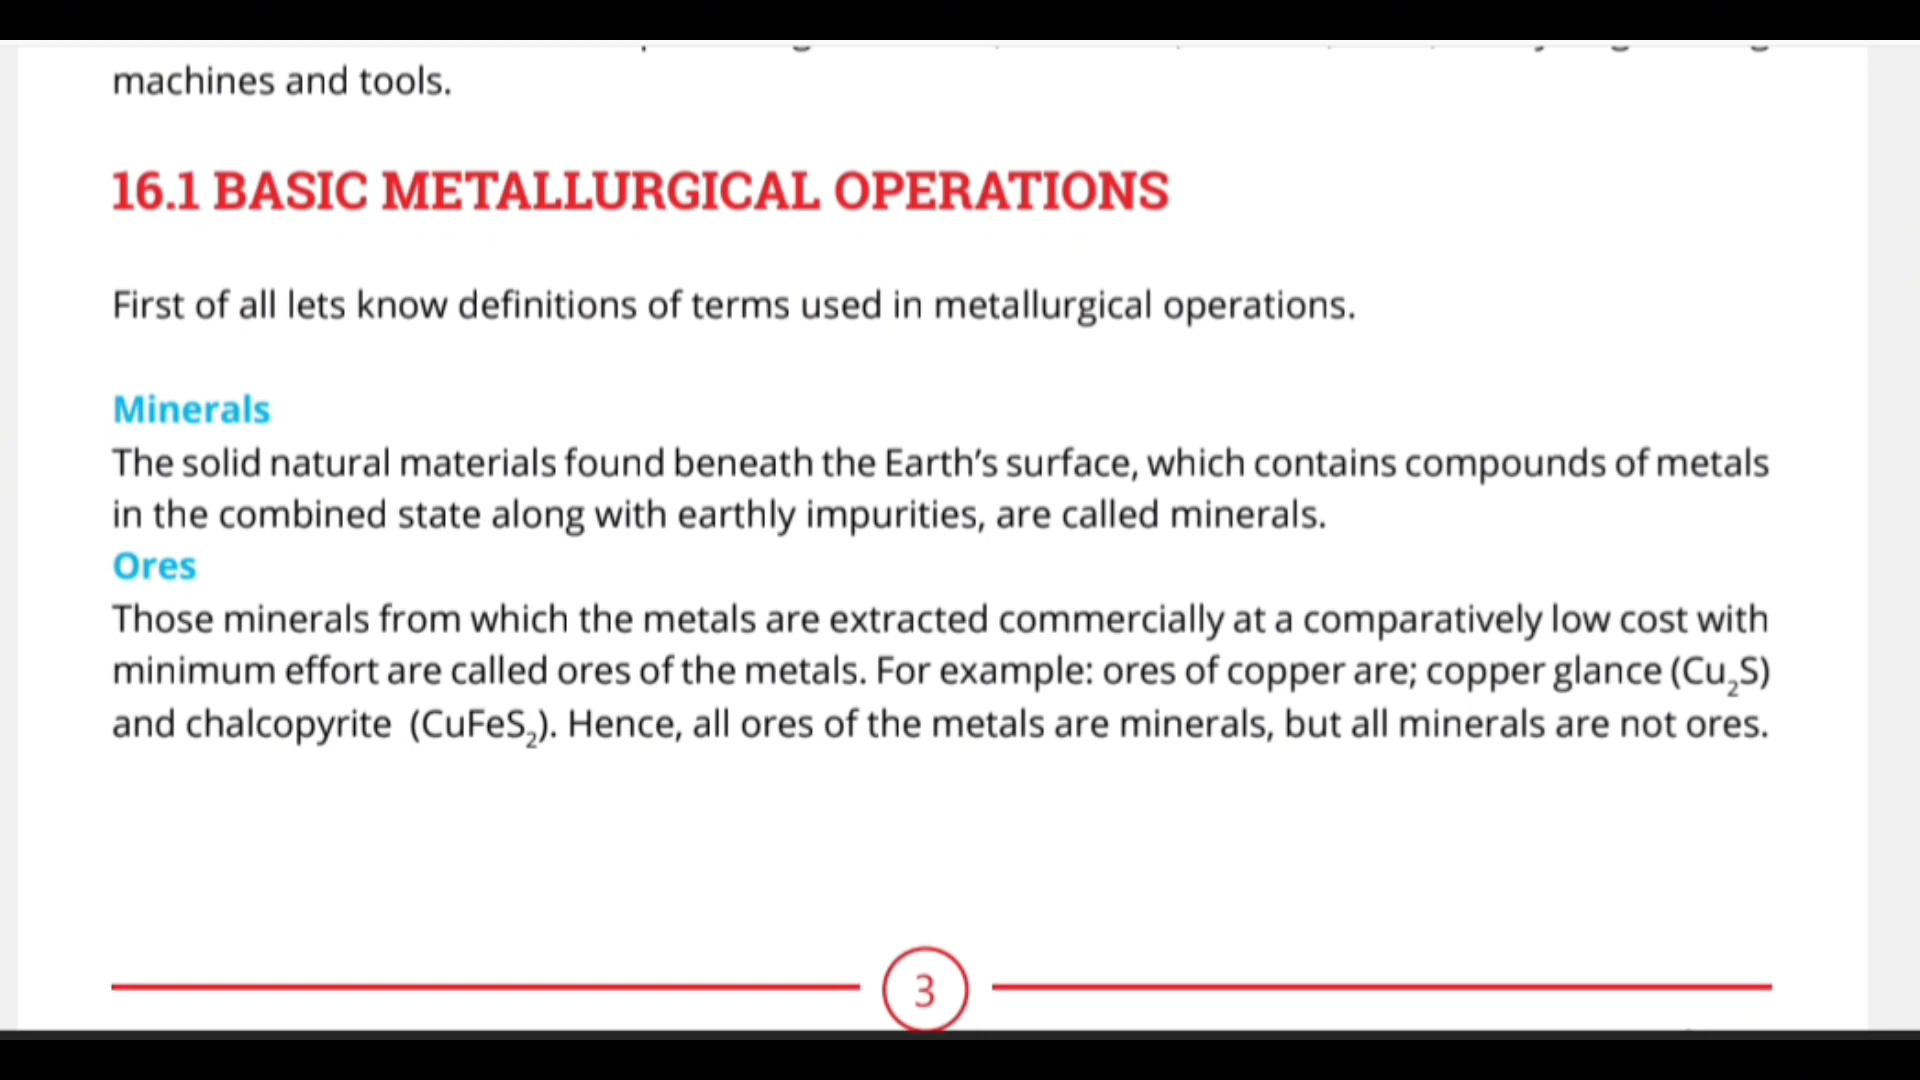 machines and tools.
16.1 BASIC METALLURGICAL OPERATIONS
First of all lets know definitions of terms used in metallurgical operations.
Minerals
The solid natural materials found beneath the Earth's surface, which contains compounds of metals
in the combined state along with earthly impurities, are called minerals.
Ores
Those minerals from which the metals are extracted commercially at a comparatively low cost with
minimum effort are called ores of the metals. For example: ores of copper are; copper glance (Cu₂S)
and chalcopyrite (CuFeS₂). Hence, all ores of the metals are minerals, but all minerals are not ores.
3